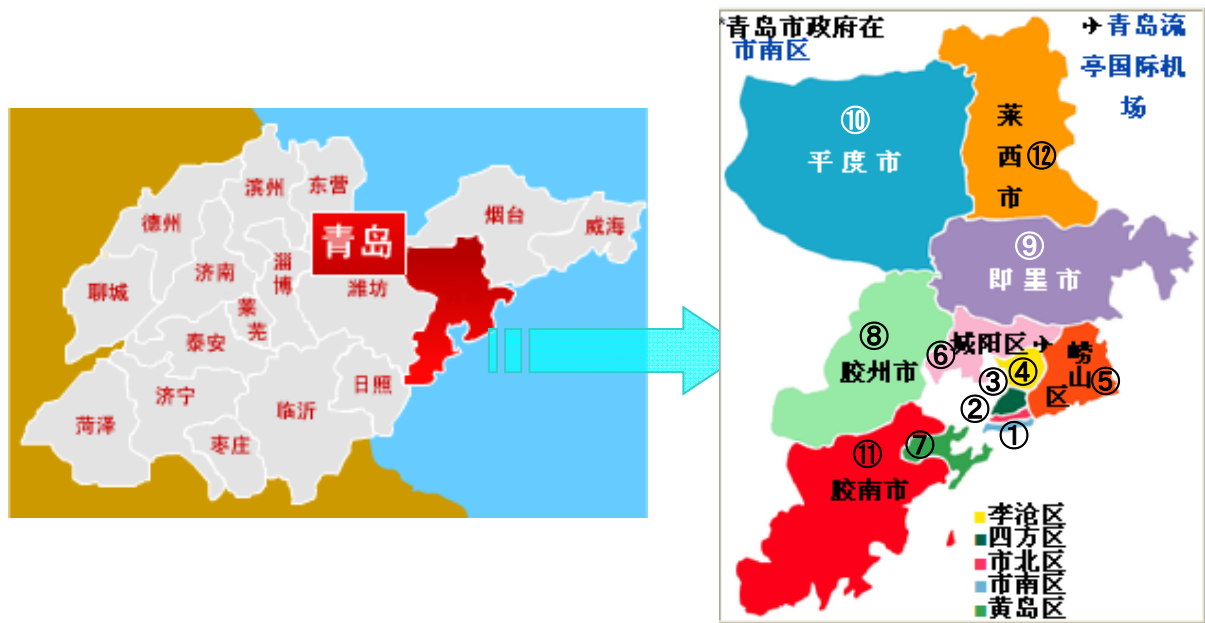 滨州
东营
德州
烟台
威海
青岛
淄
博
济南
聊城
潍坊
莱
芜
泰安
日照
济宁
临沂
菏泽
枣庄
*青岛市政府在
市南区
✈青岛流
亭国际机
场
莱
西⑫
市
⑩
平度市
⑨
即墨市
⑧
胶州市
⑥城阳区✈
崂
山⑤
区
④
③
②
①
⑦
⑪
胶南市
李沧区
四方区
市北区
市南区
黄岛区